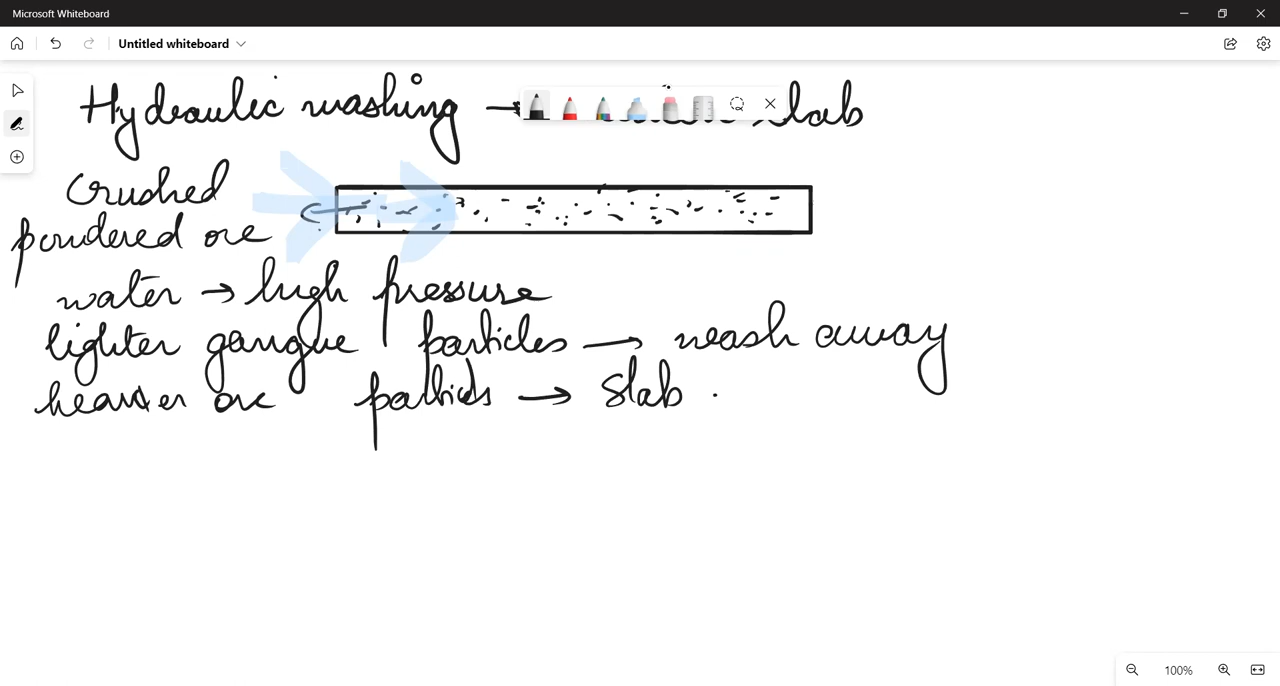 Microsoft Whiteboard
Untitled whiteboard
Hydraulic washing → slab
Crushed
powdered ore
water → high pressure
lighter gangue particles → wash away
heavier ore particles → slab .
100%